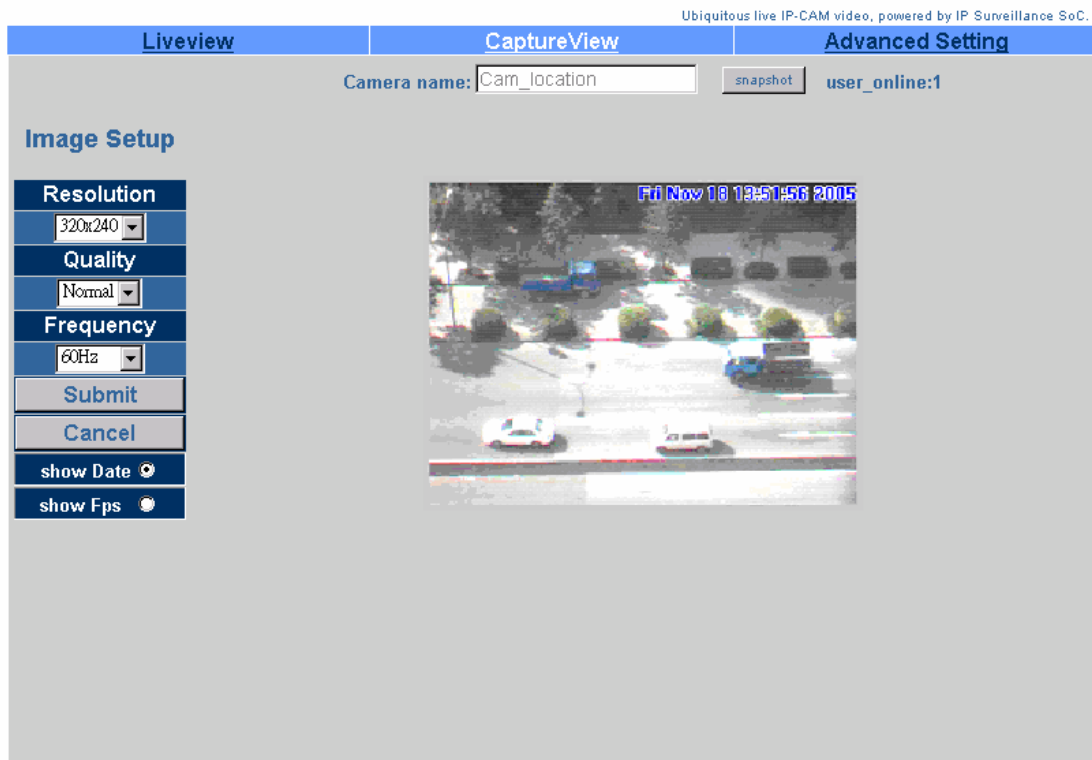 Ubiquitous live IP-CAM video, powered by IP Surveillance SoC.
Liveview CaptureView Advanced Setting
Camera name: Cam_location snapshot user_online:1
Image Setup
Resolution
320x240
Quality
Normal
Frequency
60Hz
Submit
Cancel
show Date
show Fps
Fri Nov 18 13:51:56 2005